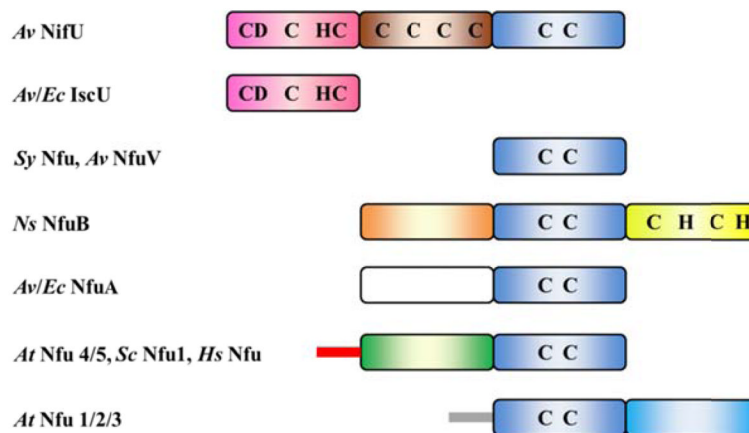 Av NifU CD C HC C C C C C C
Av/Ec IscU CD C HC
Sy Nfu, Av NfuV C C
Ns NfuB C C C H C H
Av/Ec NfuA C C
At Nfu 4/5, Sc Nfu1, Hs Nfu C C
At Nfu 1/2/3 C C